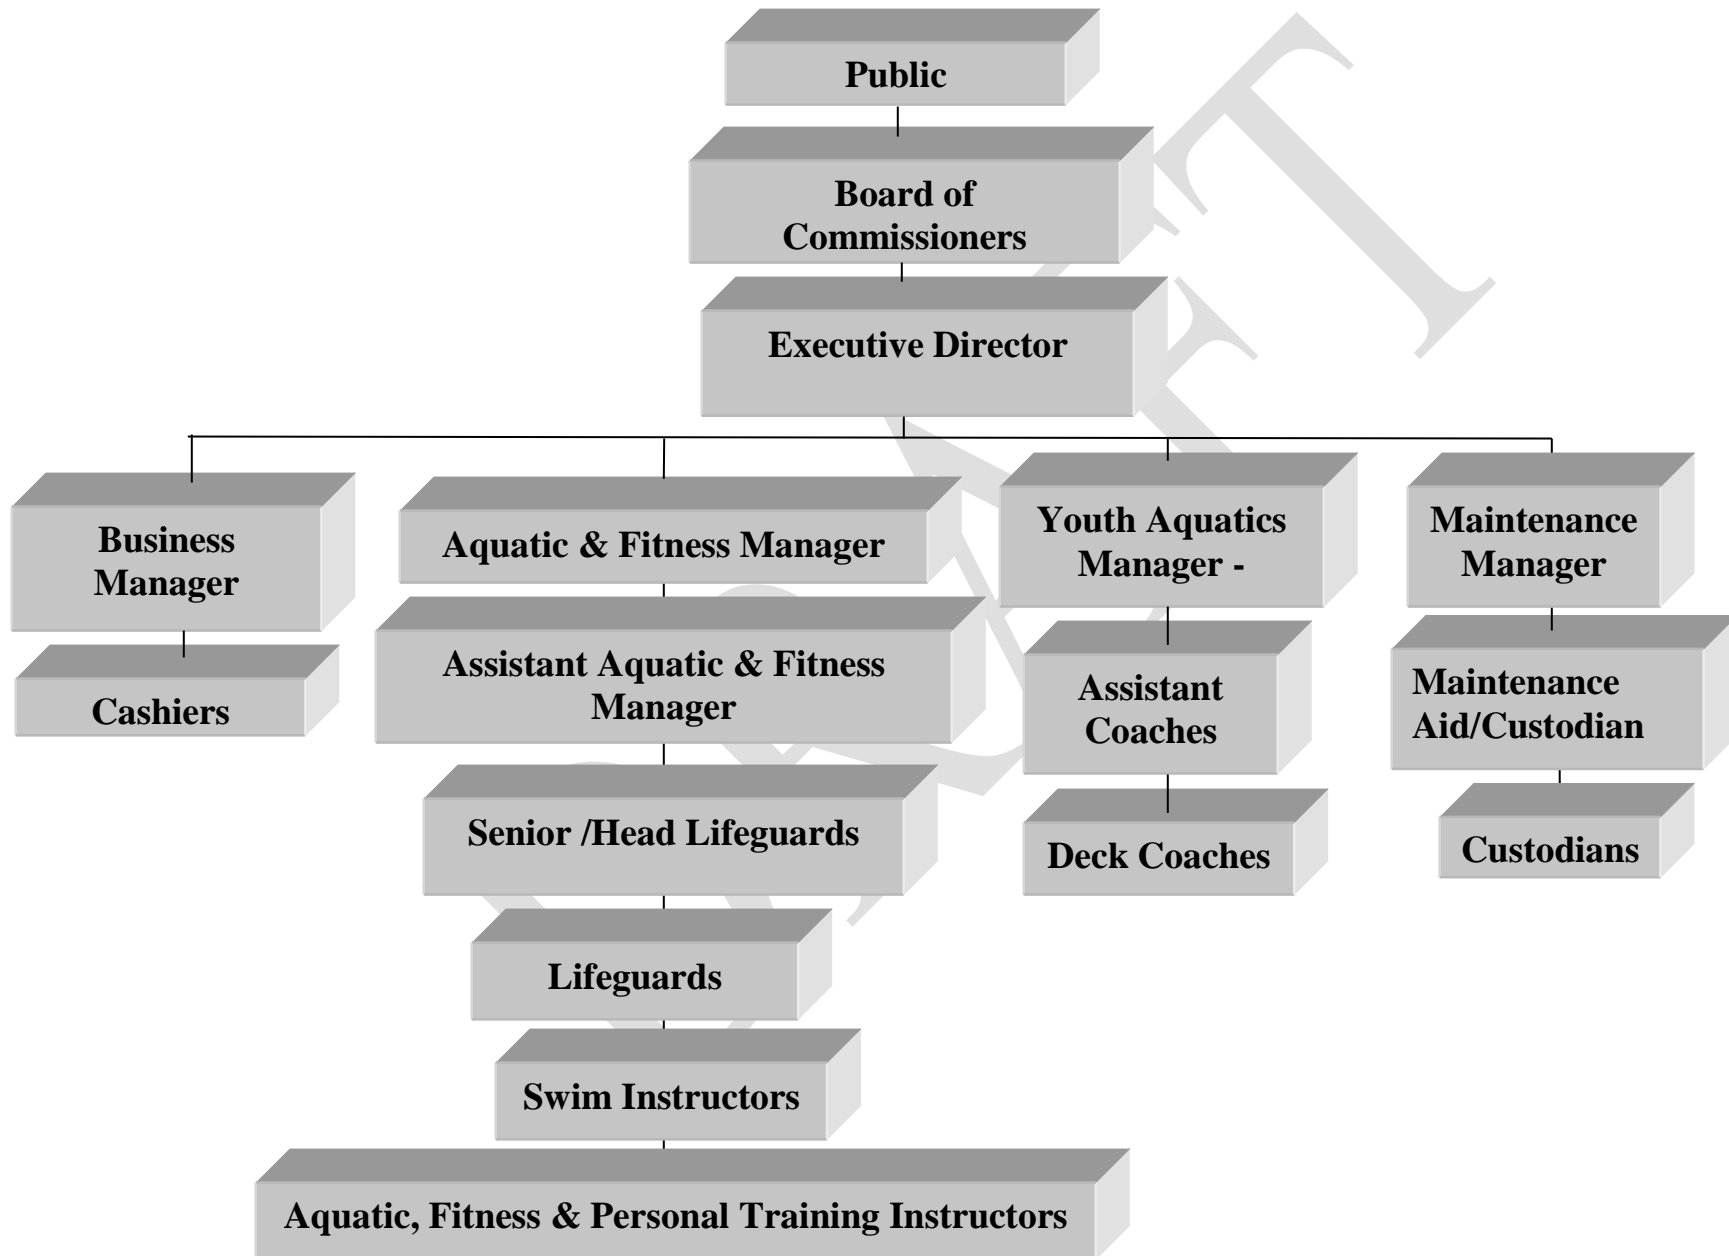 Public
Board of
Commissioners
Executive Director
Business
Manager
Aquatic & Fitness Manager
Youth Aquatics
Manager -
Maintenance
Manager
Cashiers
Assistant Aquatic & Fitness
Manager
Assistant
Coaches
Maintenance
Aid/Custodian
Senior /Head Lifeguards
Deck Coaches
Custodians
Lifeguards
Swim Instructors
Aquatic, Fitness & Personal Training Instructors
DRAFT